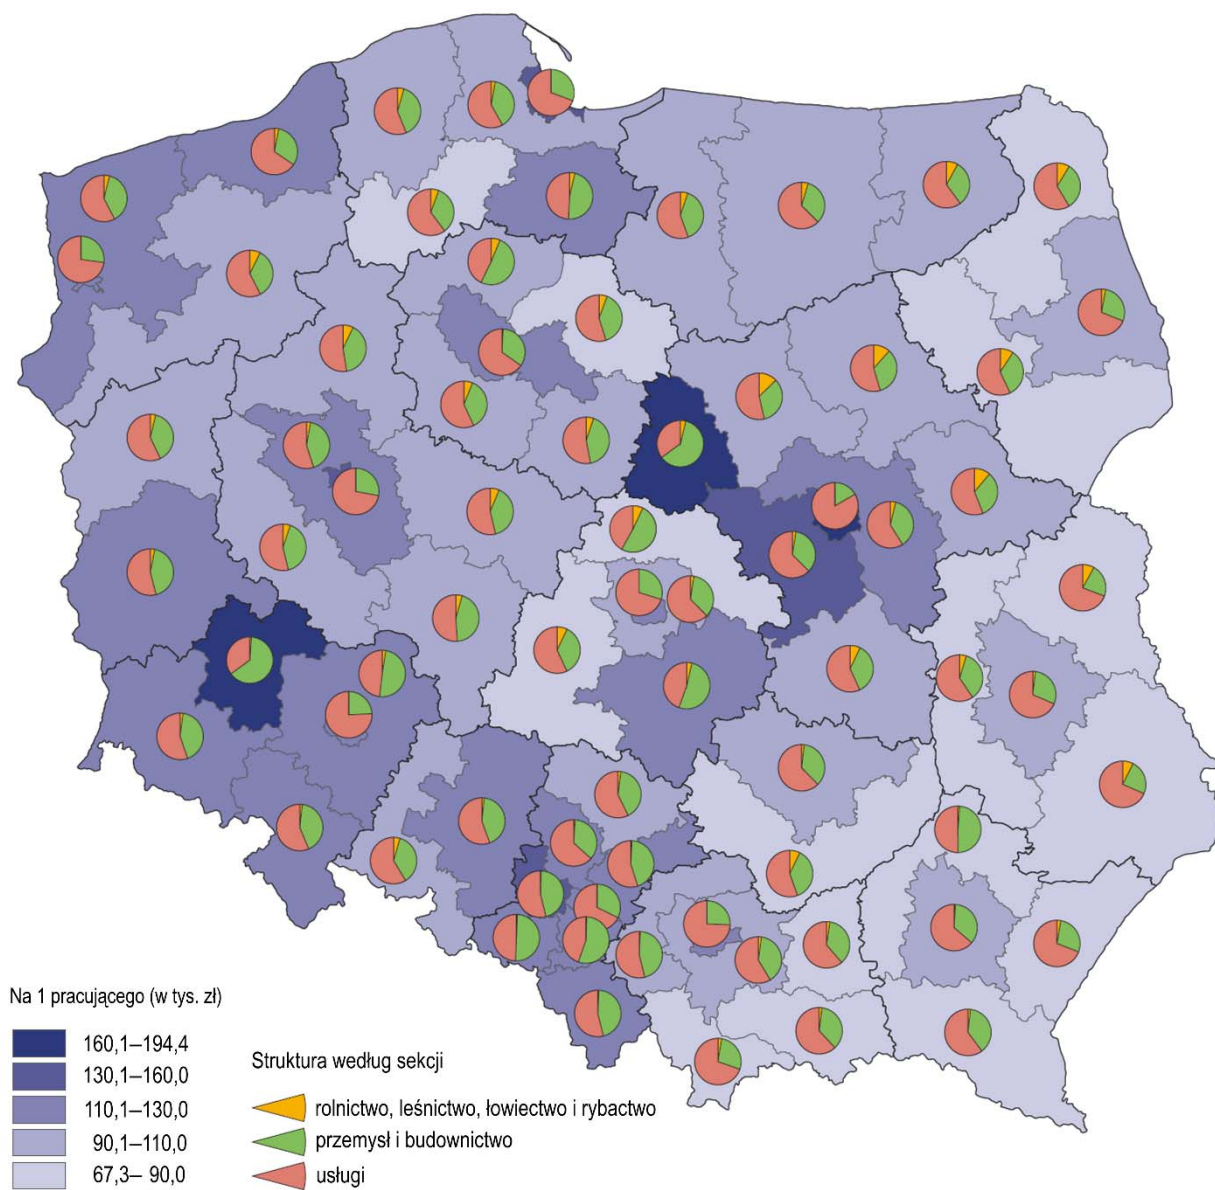 Na 1 pracującego (w tys. zł)
160,1–194,4
130,1–160,0
110,1–130,0
90,1–110,0
67,3– 90,0
Struktura według sekcji
rolnictwo, leśnictwo, łowiectwo i rybactwo
przemysł i budownictwo
usługi